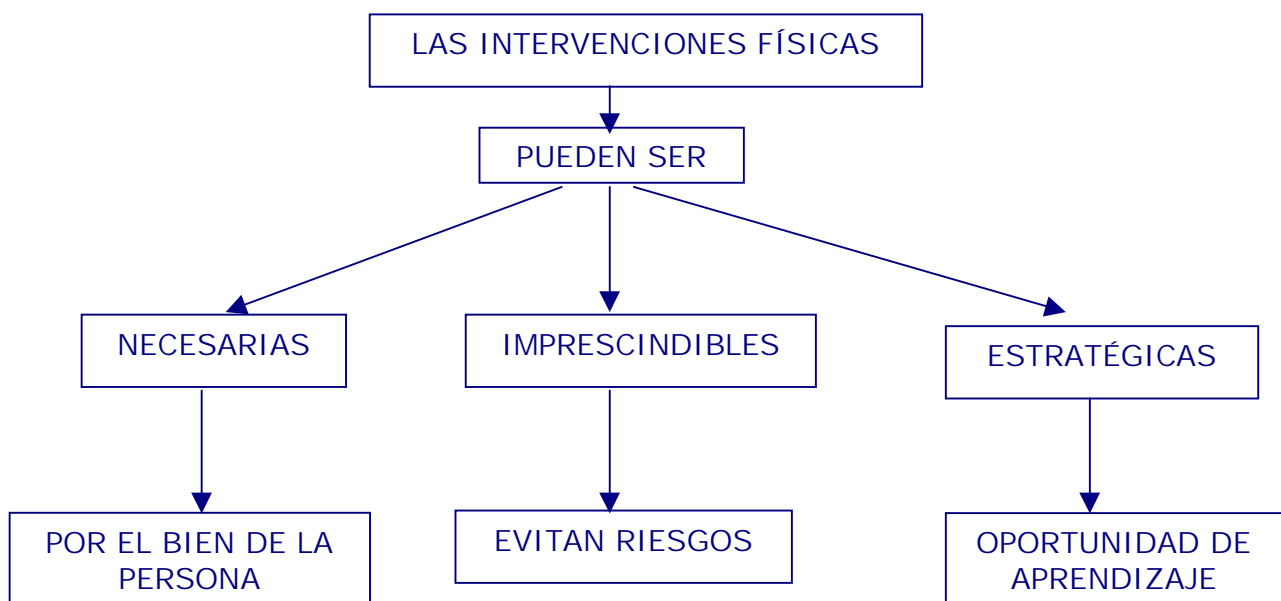 LAS INTERVENCIONES FÍSICAS
PUEDEN SER
NECESARIAS
IMPRESCINDIBLES
ESTRATÉGICAS
POR EL BIEN DE LA
PERSONA
EVITAN RIESGOS
OPORTUNIDAD DE
APRENDIZAJE